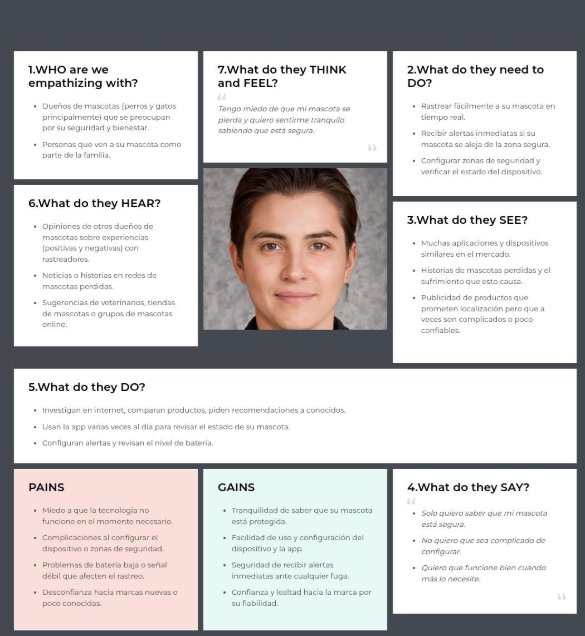 1.WHO are we
empathizing with?
• Dueños de mascotas (perros y gatos
principalmente) que se preocupan
por su seguridad y bienestar.
• Personas que ven a su mascota como
parte de la familia.
7.What do they THINK
and FEEL?
“
Tengo miedo de que mi mascota se
pierda y quiero sentirme tranquilo
sabiendo que está segura.
”
2.What do they need to
DO?
• Rastrear fácilmente a su mascota en
tiempo real.
• Recibir alertas inmediatas si su
mascota se aleja de la zona segura.
• Configurar zonas de seguridad y
verificar el estado del dispositivo.
6.What do they HEAR?
• Opiniones de otros dueños de
mascotas sobre experiencias
(positivas y negativas) con
rastreadores.
• Noticias o historias en redes de
mascotas perdidas.
• Sugerencias de veterinarios, tiendas
de mascotas o grupos de mascotas
online.
3.What do they SEE?
• Muchas aplicaciones y dispositivos
similares en el mercado.
• Historias de mascotas perdidas y el
sufrimiento que esto causa.
• Publicidad de productos que
prometen localización pero que a
veces son complicados o poco
confiables.
5.What do they DO?
• Investigan en internet, comparan productos, piden recomendaciones a conocidos.
• Usan la app varias veces al día para revisar el estado de su mascota.
• Configuran alertas y revisan el nivel de batería.
PAINS
• Miedo a que la tecnología no
funcione en el momento necesario.
• Complicaciones al configurar el
dispositivo o zonas de seguridad.
• Problemas de batería baja o señal
débil que afecten el rastreo.
• Desconfianza hacia marcas nuevas o
poco conocidas.
GAINS
• Tranquilidad de saber que su mascota
está protegida.
• Facilidad de uso y configuración del
dispositivo y la app.
• Seguridad de recibir alertas
inmediatas ante cualquier fuga.
• Confianza y lealtad hacia la marca por
su fiabilidad.
4.What do they SAY?
“
• Solo quiero saber que mi mascota
está segura.
• No quiero que sea complicado de
configurar.
• Quiero que funcione bien cuando
más lo necesite.
”